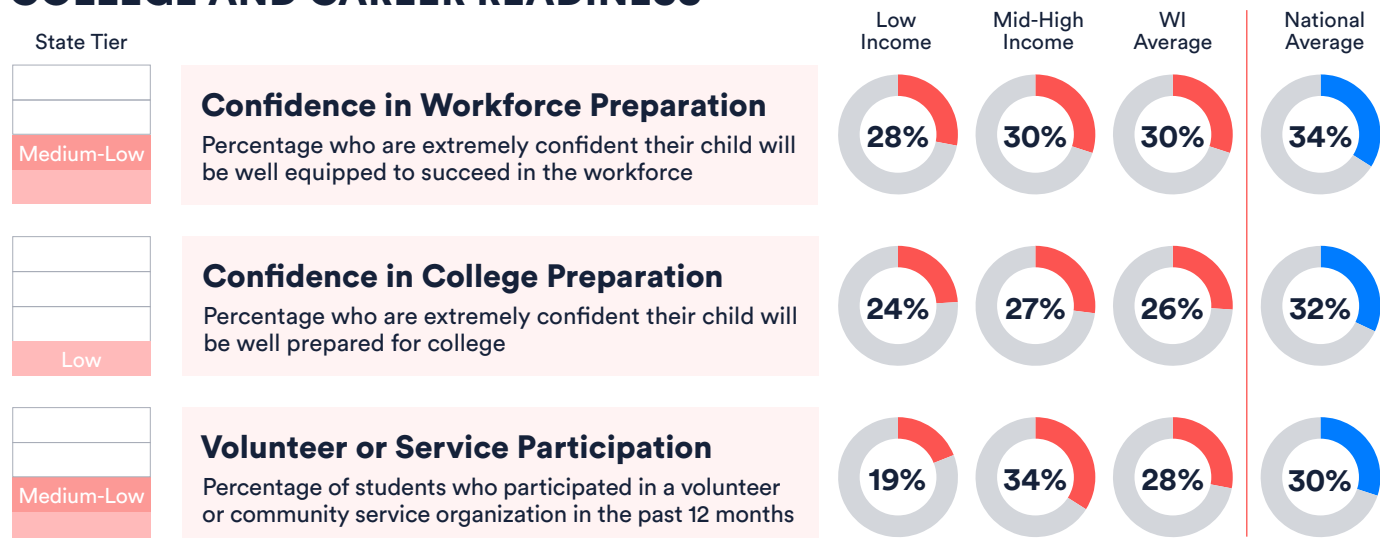 COLLEGE AND CAREER READINESS
State Tier
Low
Income
Mid-High
Income
WI
Average
National
Average
Medium-Low
Confidence in Workforce Preparation
Percentage who are extremely confident their child will
be well equipped to succeed in the workforce
28%
30%
30%
34%
Low
Confidence in College Preparation
Percentage who are extremely confident their child will
be well prepared for college
24%
27%
26%
32%
Medium-Low
Volunteer or Service Participation
Percentage of students who participated in a volunteer
or community service organization in the past 12 months
19%
34%
28%
30%